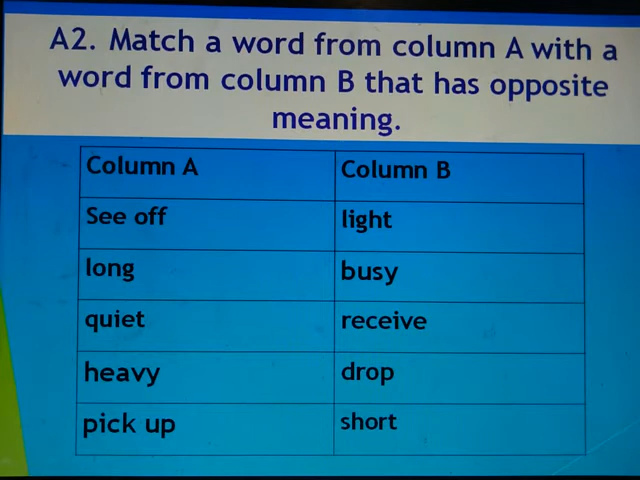 A2. Match a word from column A with a
word from column B that has opposite
meaning.
Column A Column B
See off light
long busy
quiet receive
heavy drop
pick up short